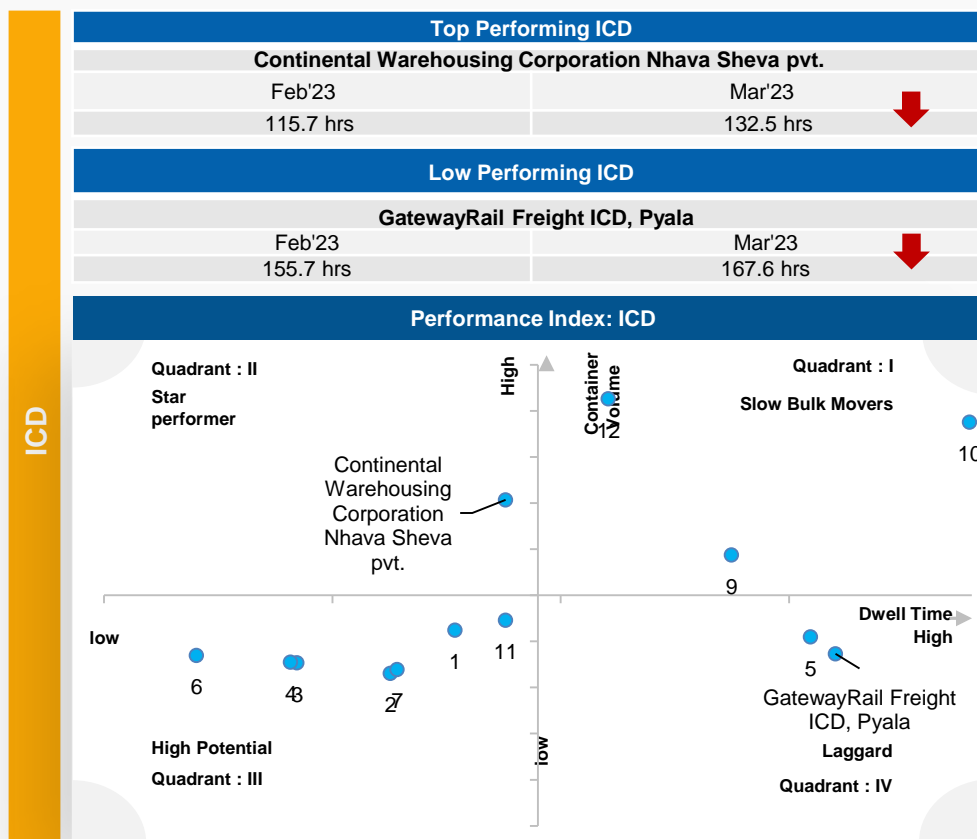 ICD
Top Performing ICD
Continental Warehousing Corporation Nhava Sheva pvt.
Feb'23 Mar'23
115.7 hrs 132.5 hrs
Low Performing ICD
GatewayRail Freight ICD, Pyala
Feb'23 Mar'23
155.7 hrs 167.6 hrs
Performance Index: ICD
Quadrant : II
Star
performer
High
Container
Volume
Quadrant : I
Slow Bulk Movers
12
10
Continental
Warehousing
Corporation
Nhava Sheva
pvt.
9
low
Dwell Time
High
6
4
3
2
7
1
11
5
GatewayRail Freight
ICD, Pyala
High Potential
Quadrant : III
low
Laggard
Quadrant : IV